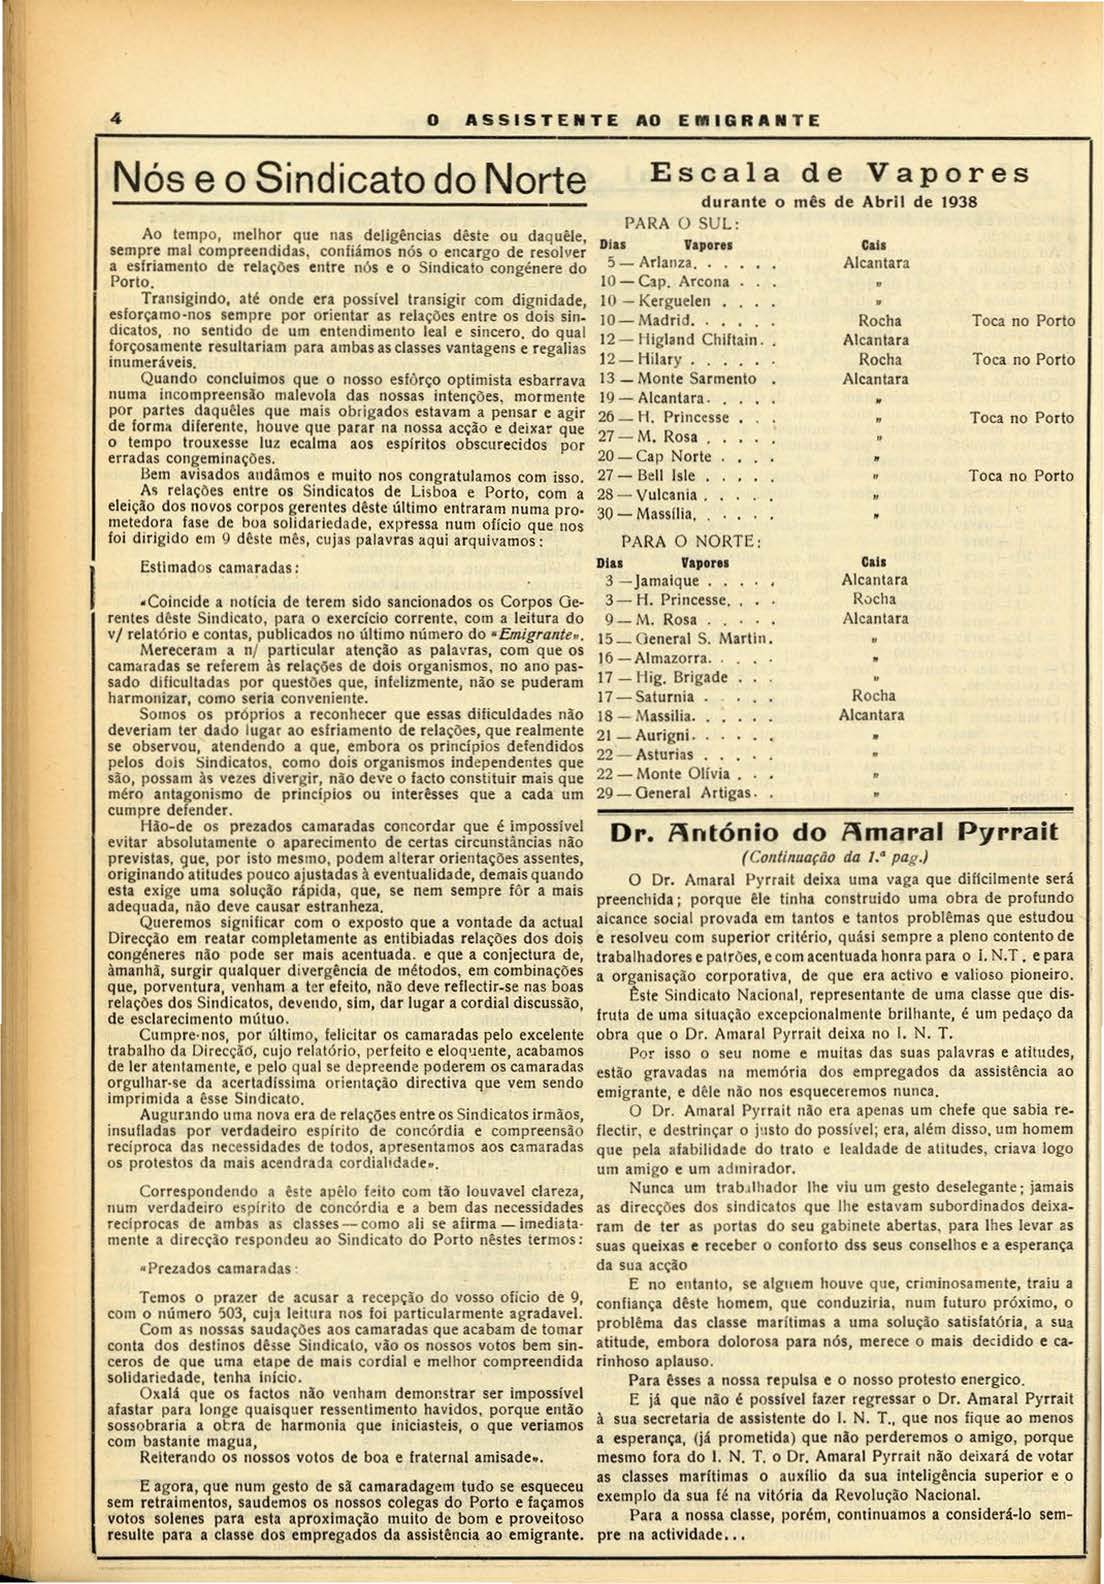 4
O ASSISTENTE AO EMIGRANTE
Nós e o Sindicato do Norte
Ao tempo, melhor que nas deligências dêste ou daquêle,
sempre mal compreendidas, confiámos nós o encargo de resolver
a esfriamento de relações entre nós e o Sindicato congénere do
Porto.
Transigindo, até onde era possível transigir com dignidade,
esforçamo-nos sempre por orientar as relações entre os dois sin-
dicatos, no sentido de um entendimento leal e sincero, do qual
forçosamente resultariam para ambas as classes vantagens e regalias
inumeráveis.
Quando concluimos que o nosso esfôrço optimista esbarrava
numa incompreensão malevola das nossas intenções, mormente
por partes daquêles que mais obrigados estavam a pensar e agir
de forma diferente, houve que parar na nossa acção e deixar que
o tempo trouxesse luz ecalma aos espíritos obscurecidos por
erradas congeminações.
Bem avisados andâmos e muito nos congratulamos com isso.
As relações entre os Sindicatos de Lisboa e Porto, com a
eleição dos novos corpos gerentes dêste último entraram numa pro-
metedora fase de boa solidariedade, expressa num ofício que nos
foi dirigido em 9 dêste mês, cujas palavras aqui arquivamos:
Estimados camaradas:
«Coincide a notícia de terem sido sancionados os Corpos Ge-
rentes dêste Sindicato, para o exercício corrente, com a leitura do
v/ relatório e contas, publicados no último número do «Emigrante».
Mereceram a n/ particular atenção as palavras, com que os
camaradas se referem às relações de dois organismos, no ano pas-
sado dificultadas por questões que, infelizmente, não se puderam
harmonizar, como seria conveniente.
Somos os próprios a reconhecer que essas dificuldades não
deveriam ter dado lugar ao esfriamento de relações, que realmente
se observou, atendendo a que, embora os princípios defendidos
pelos dois Sindicatos, como dois organismos independentes que
são, possam às vezes divergir, não deve o facto constituir mais que
méro antagonismo de princípios ou interêsses que a cada um
cumpre defender.
Hão-de os prezados camaradas concordar que é impossível
evitar absolutamente o aparecimento de certas circunstâncias não
previstas, que, por isto mesmo, podem alterar orientações assentes,
originando atitudes pouco ajustadas à eventualidade, demais quando
esta exige uma solução rápida, que, se nem sempre fôr a mais
adequada, não deve causar estranheza.
Queremos significar com o exposto que a vontade da actual
Direcção em reatar completamente as entibiadas relações dos dois
congéneres não pode ser mais acentuada. e que a conjectura de,
àmanhã, surgir qualquer divergência de métodos, em combinações
que, porventura, venham a ter efeito, não deve reflectir-se nas boas
relações dos Sindicatos, devendo, sim, dar lugar a cordial discussão,
de esclarecimento mútuo.
Cumpre-nos, por último, felicitar os camaradas pelo excelente
trabalho da Direcção, cujo relatório, perfeito e eloquente, acabamos
de ler atentamente, e pelo qual se depreende poderem os camaradas
orgulhar-se da acertadíssima orientação directiva que vem sendo
imprimida a êsse Sindicato.
Augurando uma nova era de relações entre os Sindicatos irmãos,
insufladas por verdadeiro espírito de concórdia e compreensão
recíproca das necessidades de todos, apresentamos aos camaradas
os protestos da mais acendrada cordialidade».
Correspondendo a êste apêlo feito com tão louvavel clareza,
num verdadeiro espírito de concórdia e a bem das necessidades
recíprocas de ambas as classes — como ali se afirma — imediata-
mente a direcção respondeu ao Sindicato do Porto nêstes termos:
«Prezados camaradas:
Temos o prazer de acusar a recepção do vosso ofício de 9,
com o número 503, cuja leitura nos foi particularmente agradavel.
Com as nossas saudações aos camaradas que acabam de tomar
conta dos destinos dêsse Sindicato, vão os nossos votos bem sin-
ceros de que uma etape de mais cordial e melhor compreendida
solidariedade, tenha início.
Oxalá que os factos não venham demonstrar ser impossível
afastar para longe quaisquer ressentimento havidos, porque então
sossobraria a obra de harmonia que iniciasteis, o que veriamos
com bastante magua,
Reiterando os nossos votos de boa e fraternal amisade».
E agora, que num gesto de sã camaradagem tudo se esqueceu
sem retraimentos, saudemos os nossos colegas do Porto e façamos
votos solenes para esta aproximação muito de bom e proveitoso
resulte para a classe dos empregados da assistência ao emigrante.
Escala de Vapores
durante o mês de Abril de 1938
PARA O SUL:
Dias Vapores Cais
5 — Arlanza. . . . . . Alcantara
10 — Cap. Arcona . . . »
10 — Kerguelen . . . . »
10 — Madrid. . . . . . Rocha Toca no Porto
12 — Higland Chiftain. . Alcantara
12 — Hilary . . . . . . Rocha Toca no Porto
13 — Monte Sarmento . Alcantara
19 — Alcantara. . . . . »
26 — H. Princesse . . . » Toca no Porto
27 — M. Rosa . . . . . »
20 — Cap Norte . . . . »
27 — Bell Isle . . . . . » Toca no Porto
28 — Vulcania . . . . . »
30 — Massília, . . . . . »
PARA O NORTE:
Dias Vapores Cais
3 — Jamaique . . . . . Alcantara
3 — H. Princesse. . . . Rocha
9 — M. Rosa . . . . . Alcantara
15 — General S. Martin. »
16 — Almazorra. . . . . »
17 — Hig. Brigade . . . »
17 — Saturnia . . . . . Rocha
18 — Massilia. . . . . . Alcantara
21 — Aurigni. . . . . . »
22 — Asturias . . . . . »
22 — Monte Olívia . . . »
29 — General Artigas. . »
Dr. António do Amaral Pyrrait
(Continuação da 1.ª pag.)
O Dr. Amaral Pyrrait deixa uma vaga que dificilmente será
preenchida; porque êle tinha construido uma obra de profundo
alcance social provada em tantos e tantos problêmas que estudou
e resolveu com superior critério, quási sempre a pleno contento de
trabalhadores e patrões, e com acentuada honra para o I. N.T. e para
a organisação corporativa, de que era activo e valioso pioneiro.
Êste Sindicato Nacional, representante de uma classe que dis-
fruta de uma situação excepcionalmente brilhante, é um pedaço da
obra que o Dr. Amaral Pyrrait deixa no I. N. T.
Por isso o seu nome e muitas das suas palavras e atitudes,
estão gravadas na memória dos empregados da assistência ao
emigrante, e dêle não nos esqueceremos nunca.
O Dr. Amaral Pyrrait não era apenas um chefe que sabia re-
flectir, e destrinçar o justo do possível; era, além disso, um homem
que pela afabilidade do trato e lealdade de atitudes, criava logo
um amigo e um admirador.
Nunca um trabalhador lhe viu um gesto deselegante; jamais
as direcções dos sindicatos que lhe estavam subordinados deixa-
ram de ter as portas do seu gabinete abertas, para lhes levar as
suas queixas e receber o conforto dss seus conselhos e a esperança
da sua acção
E no entanto, se alguem houve que, criminosamente, traiu a
confiança dêste homem, que conduziria, num futuro próximo, o
problêma das classe marítimas a uma solução satisfatória, a sua
atitude, embora dolorosa para nós, merece o mais decidido e ca-
rinhoso aplauso.
Para êsses a nossa repulsa e o nosso protesto energico.
E já que não é possível fazer regressar o Dr. Amaral Pyrrait
à sua secretaria de assistente do I. N. T., que nos fique ao menos
a esperança, (já prometida) que não perderemos o amigo, porque
mesmo fora do I. N. T. o Dr. Amaral Pyrrait não deixará de votar
as classes marítimas o auxílio da sua inteligência superior e o
exemplo da sua fé na vitória da Revolução Nacional.
Para a nossa classe, porém, continuamos a considerá-lo sem-
pre na actividade...